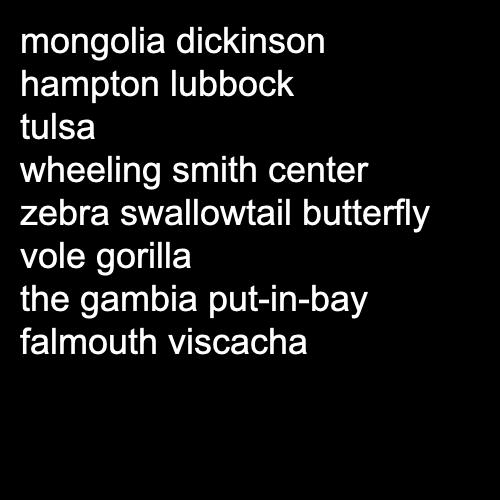 mongolia dickinson
hampton lubbock
tulsa
wheeling smith center
zebra swallowtail butterfly
vole gorilla
the gambia put-in-bay
falmouth viscacha